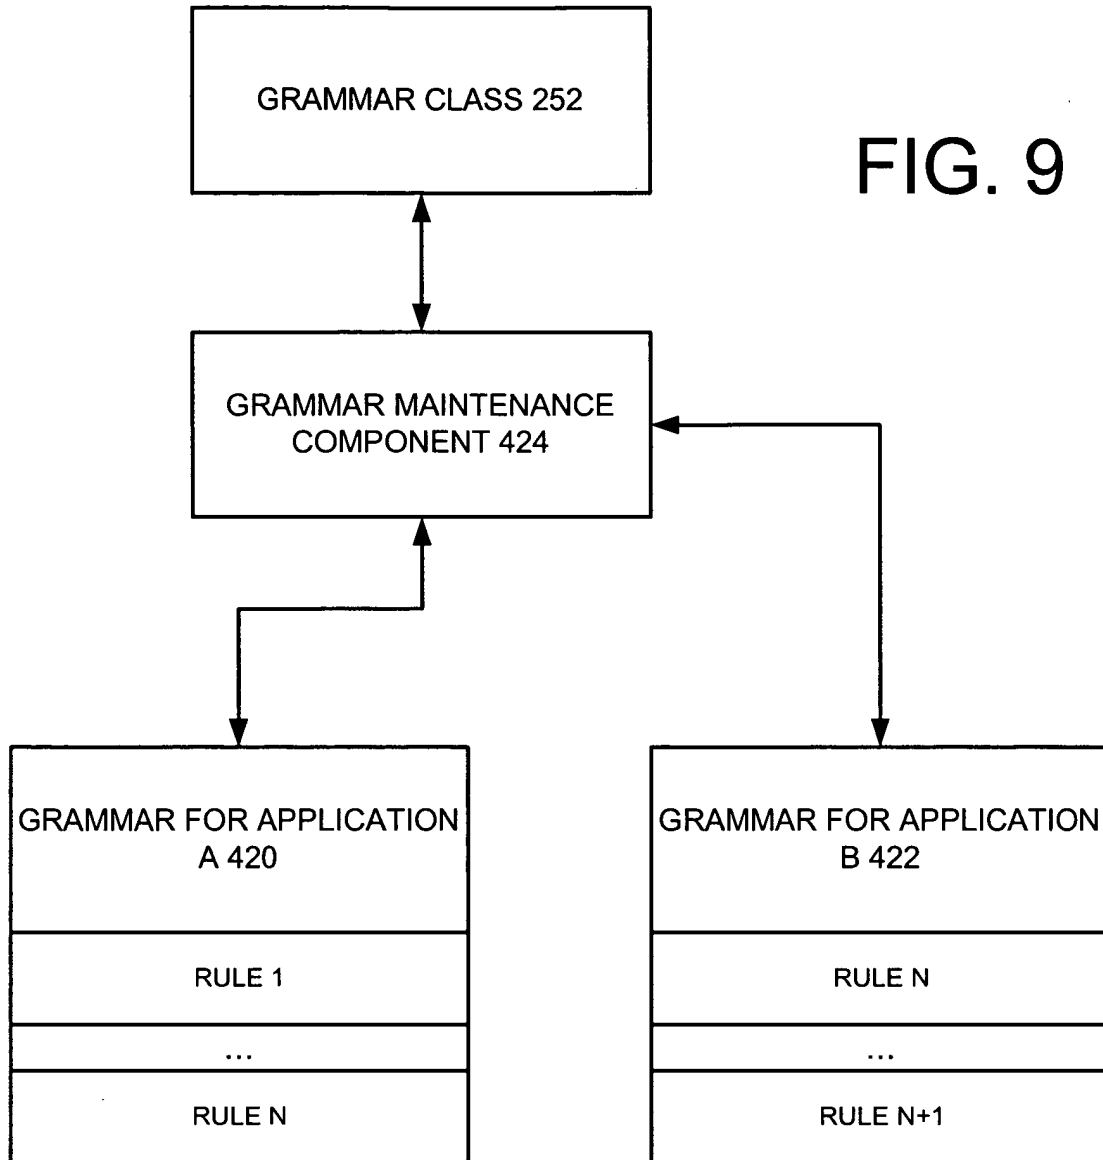 GRAMMAR CLASS 252
FIG. 9
GRAMMAR MAINTENANCE
COMPONENT 424
GRAMMAR FOR APPLICATION
A 420
RULE 1
...
RULE N
GRAMMAR FOR APPLICATION
B 422
RULE N
...
RULE N+1